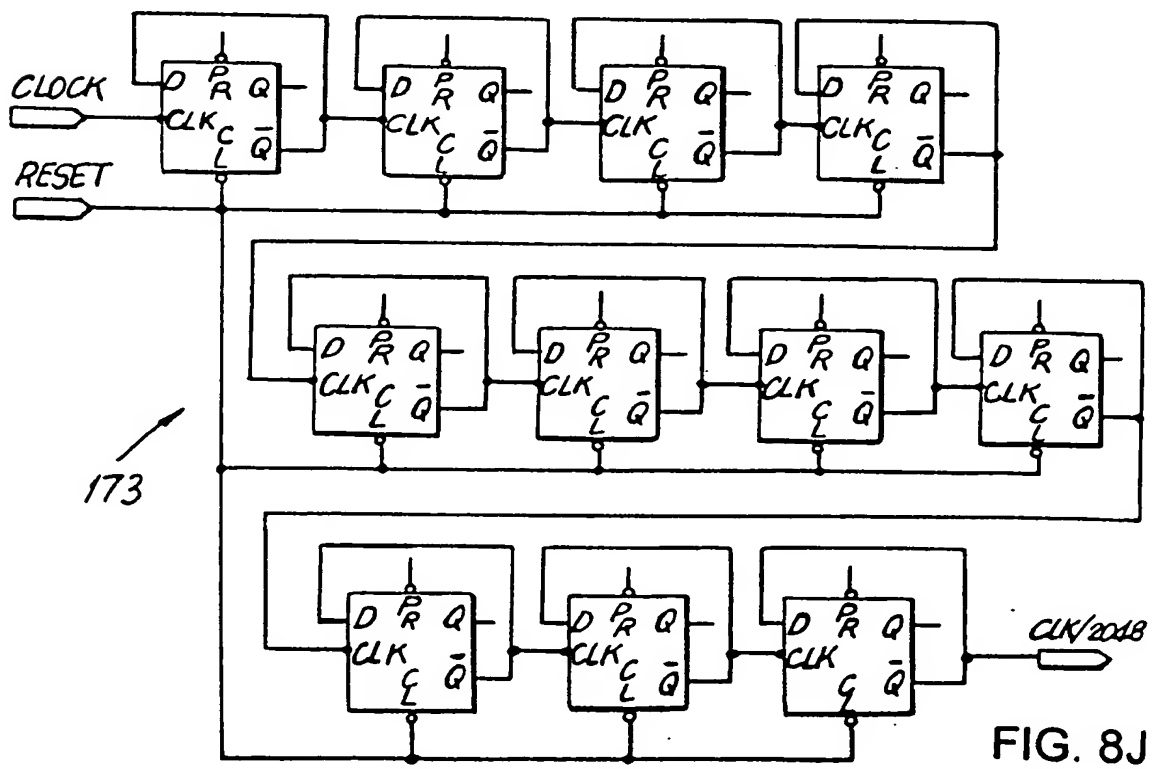 CLOCK
RESET
D PR Q CLK CL Q̅
D PR Q CLK CL Q̅
D PR Q CLK CL Q̅
D PR Q CLK CL Q̅
D PR Q CLK CL Q̅
D PR Q CLK CL Q̅
D PR Q CLK CL Q̅
D PR Q CLK CL Q̅
173
D PR Q CLK CL Q̅
D PR Q CLK CL Q̅
D PR Q CLK CL Q̅
CLK/2048
FIG. 8J